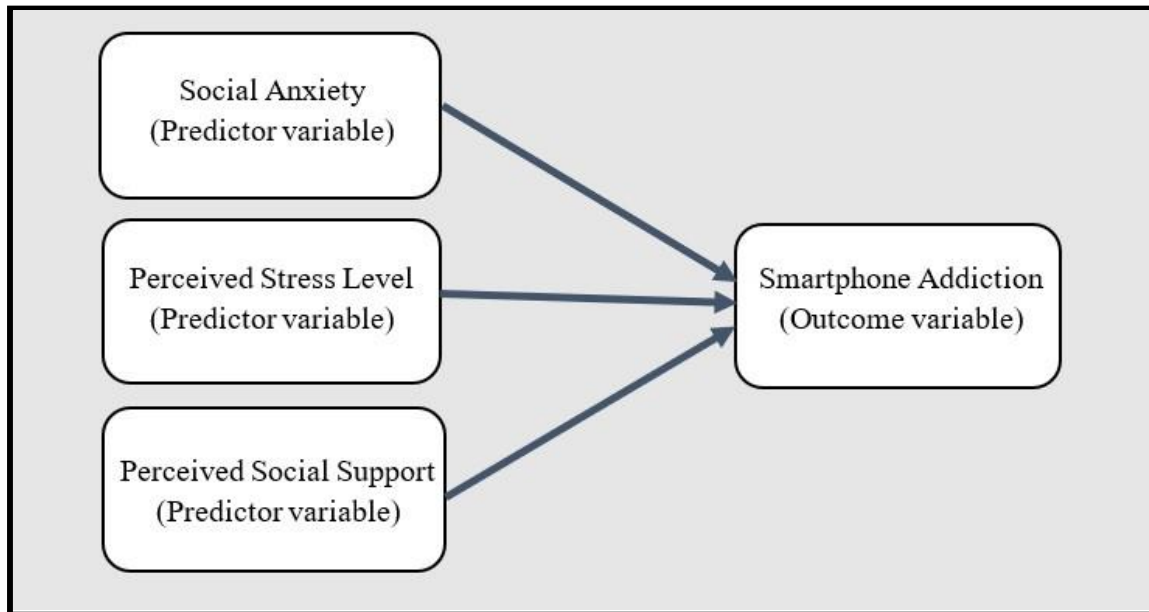 Social Anxiety
(Predictor variable)
Perceived Stress Level
(Predictor variable)
Smartphone Addiction
(Outcome variable)
Perceived Social Support
(Predictor variable)